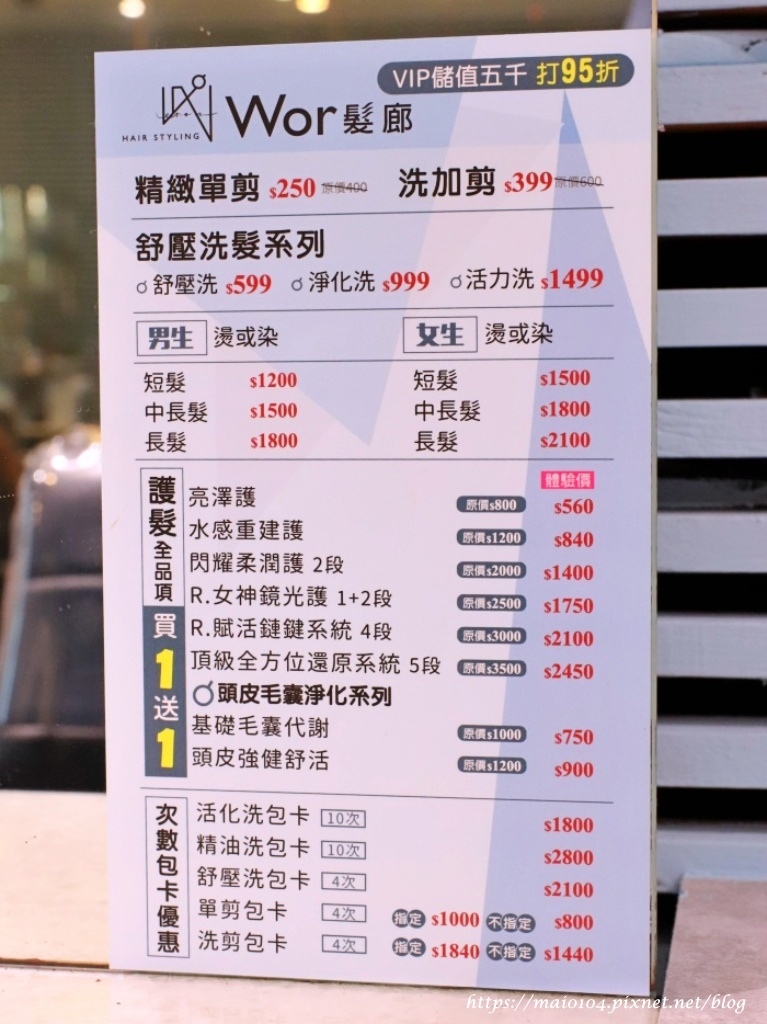 VIP儲值五千 打95折
HAIR STYLING
Wor髮廊
精緻單剪 $250 原價400 洗加剪 $399 原價600
舒壓洗髮系列
舒壓洗 $599 淨化洗 $999 活力洗 $1499
男生 燙或染 女生 燙或染
短髮 $1200 短髮 $1500
中長髮 $1500 中長髮 $1800
長髮 $1800 長髮 $2100
護髮全品項 買1送1
體驗價
亮澤護 原價$800 $560
水感重建護 原價$1200 $840
閃耀柔潤護 2段 原價$2000 $1400
R.女神鏡光護 1+2段 原價$2500 $1750
R.賦活鏈鍵系統 4段 原價$3000 $2100
頂級全方位還原系統 5段 原價$3500 $2450
頭皮毛囊淨化系列
基礎毛囊代謝 原價$1000 $750
頭皮強健舒活 原價$1200 $900
次數包卡優惠
活化洗包卡 10次 $1800
精油洗包卡 10次 $2800
舒壓洗包卡 4次 $2100
單剪包卡 4次 指定 $1000 不指定 $800
洗剪包卡 4次 指定 $1840 不指定 $1440
https://maio104.pixnet.net/blog